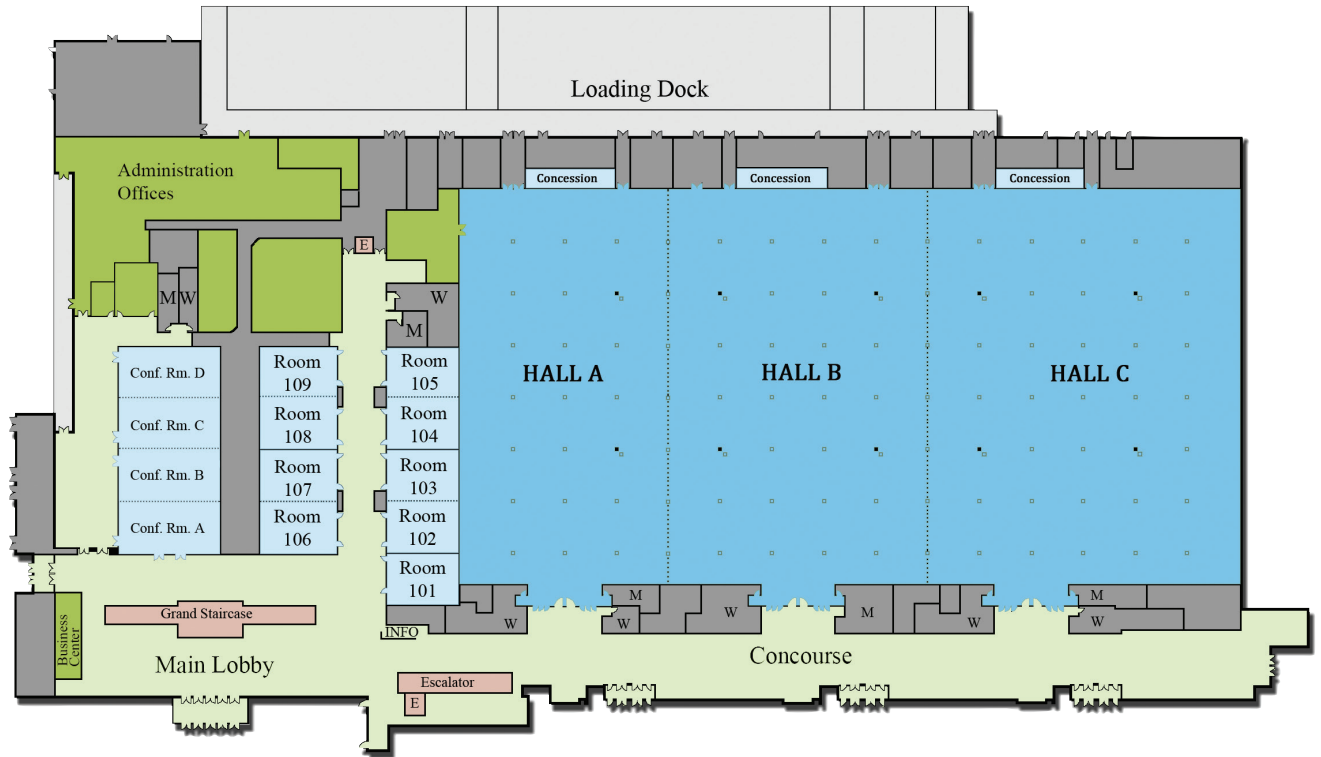 Loading Dock
Administration
Offices
Concession
Concession
Concession
E
M
W
W
M
HALL A
HALL B
HALL C
Conf. Rm. D
Conf. Rm. C
Conf. Rm. B
Conf. Rm. A
Room
109
Room
108
Room
107
Room
106
Room
105
Room
104
Room
103
Room
102
Room
101
W
M
W
W
M
W
M
W
Grand Staircase
INFO
Business
Center
Main Lobby
Concourse
Escalator
E